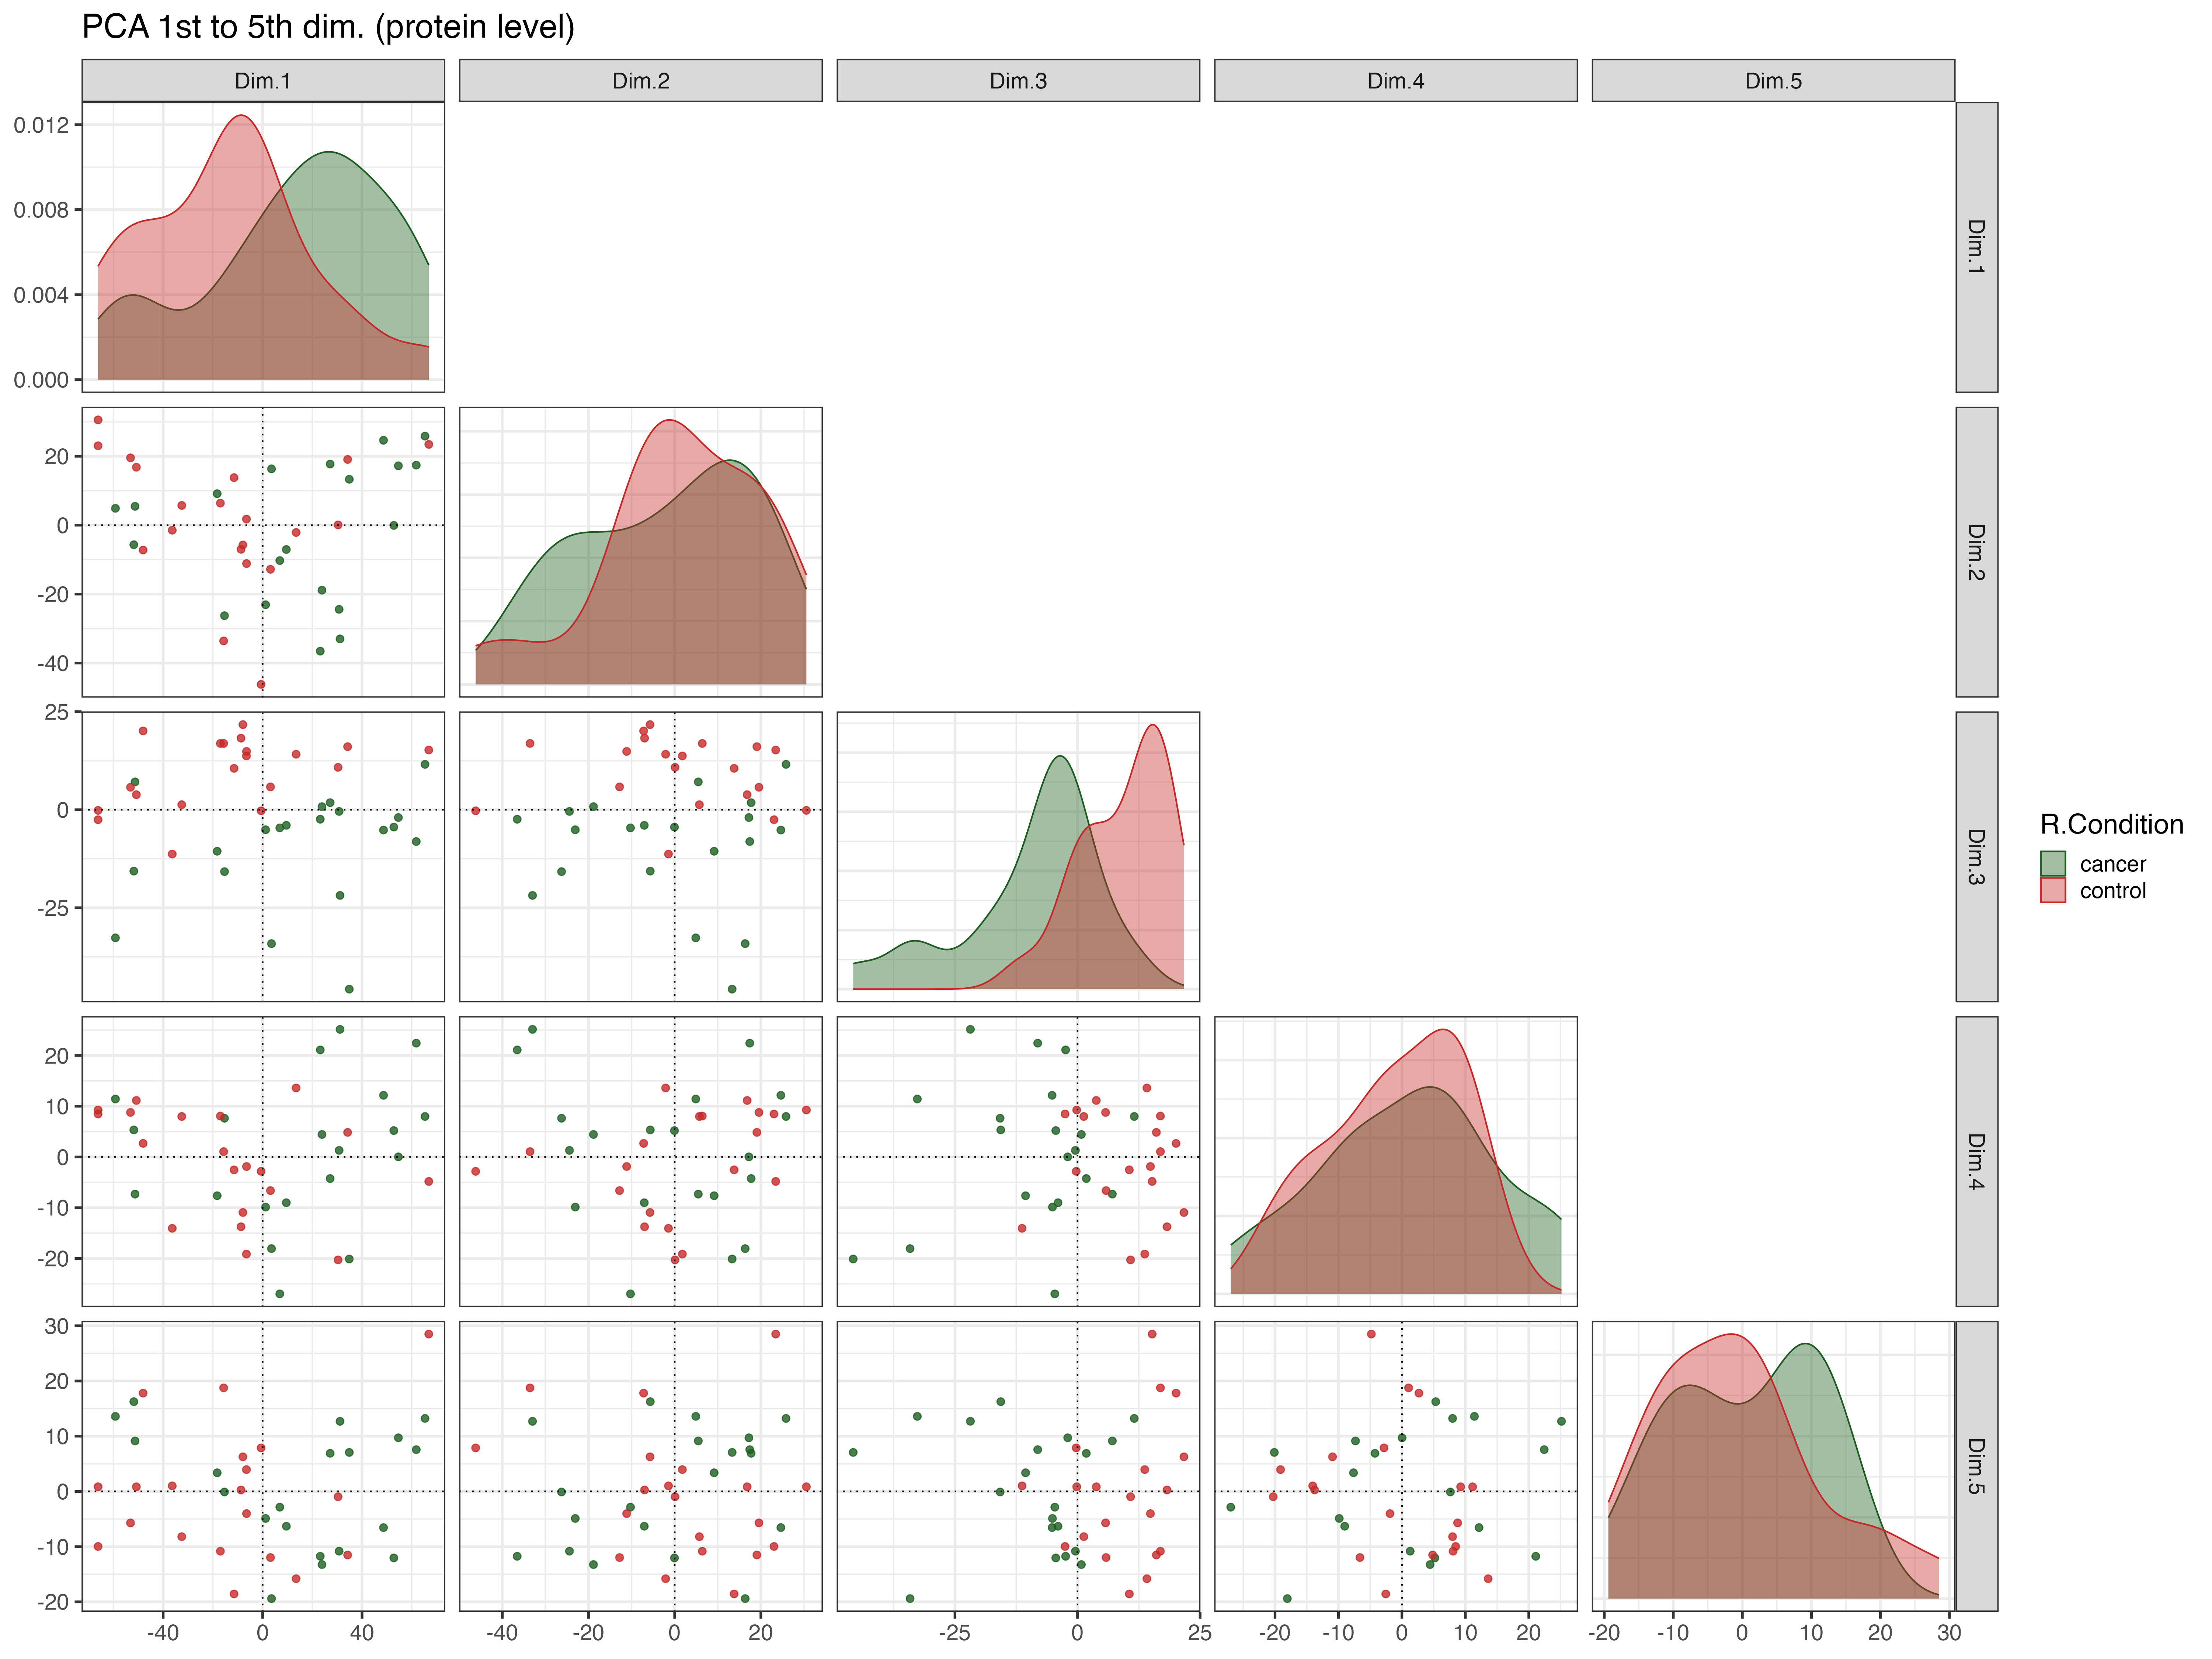 PCA 1st to 5th dim. (protein level)
Dim.1 Dim.2 Dim.3 Dim.4 Dim.5
0.012
0.008
0.004
0.000
Dim.1
20
0
-20
-40
Dim.2
25
0
-25
Dim.3
20
10
0
-10
-20
Dim.4
30
20
10
0
-10
-20
Dim.5
-40 0 40 -40 -20 0 20 -25 0 25 -20 -10 0 10 20 -20 -10 0 10 20 30
R.Condition
cancer
control